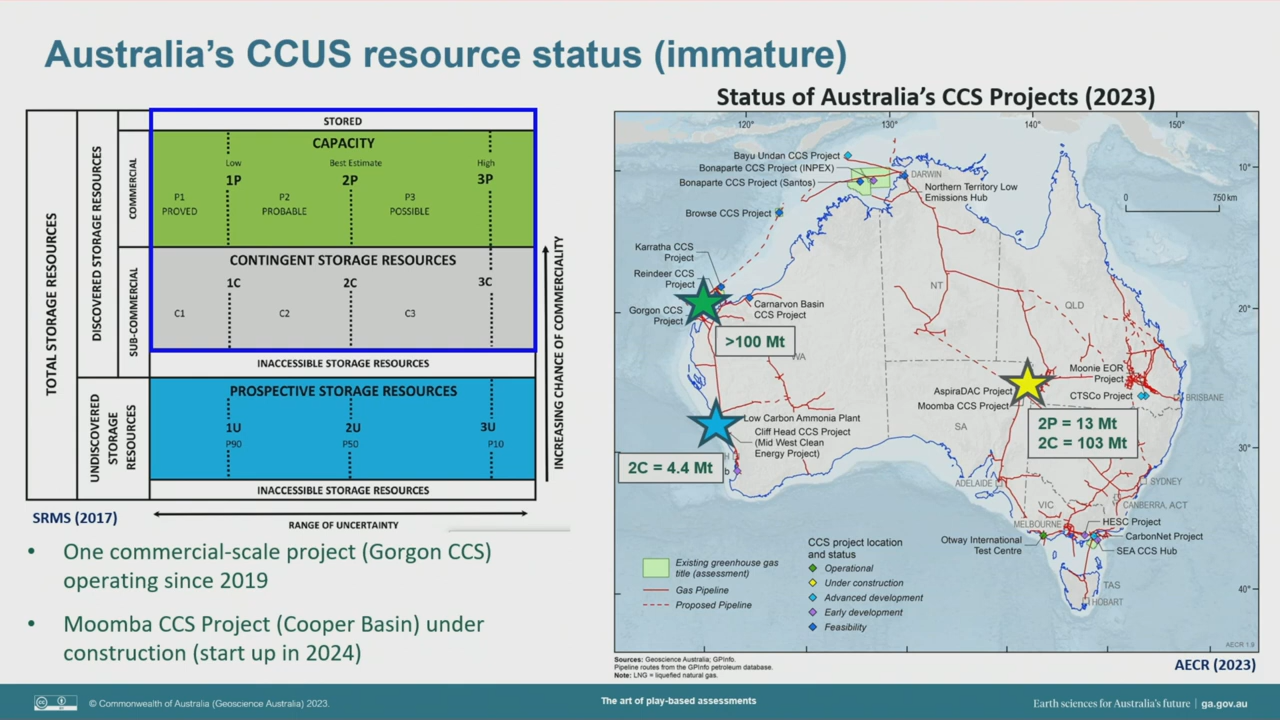 Australia's CCUS resource status (immature)
TOTAL STORAGE RESOURCES
DISCOVERED STORAGE RESOURCES
COMMERCIAL
SUB-COMMERCIAL
UNDISCOVERED
STORAGE
RESOURCES
STORED
CAPACITY
Low
Best Estimate
High
1P
2P
3P
P1
P2
P3
PROVED
PROBABLE
POSSIBLE
CONTINGENT STORAGE RESOURCES
1C
2C
3C
C1
C2
C3
INACCESSIBLE STORAGE RESOURCES
PROSPECTIVE STORAGE RESOURCES
1U
2U
3U
P90
P50
P10
INACCESSIBLE STORAGE RESOURCES
INCREASING CHANCE OF COMMERCIALITY
SRMS (2017)
RANGE OF UNCERTAINTY
• One commercial-scale project (Gorgon CCS)
operating since 2019
• Moomba CCS Project (Cooper Basin) under
construction (start up in 2024)
Status of Australia's CCS Projects (2023)
120°
130°
140°
150°
10°
20°
30°
40°
0
750 km
Bayu Undan CCS Project
Bonaparte CCS Project (INPEX)
Bonaparte CCS Project (Santos)
DARWIN
Northern Territory Low
Emissions Hub
Browse CCS Project
Karratha CCS
Project
Reindeer CCS
Project
Gorgon CCS
Project
Carnarvon Basin
CCS Project
>100 Mt
WA
NT
QLD
SA
Moonie EOR
Project
CTSCo Project
BRISBANE
AspiraDAC Project
Moomba CCS Project
2P = 13 Mt
2C = 103 Mt
Low Carbon Ammonia Plant
Cliff Head CCS Project
(Mid West Clean
Energy Project)
2C = 4.4 Mt
H
b
ADELAIDE
SYDNEY
CANBERRA, ACT
VIC
MELBOURNE
HESC Project
CarbonNet Project
SEA CCS Hub
Otway International
Test Centre
TAS
HOBART
Existing greenhouse gas
title (assessment)
Gas Pipeline
Proposed Pipeline
CCS project location
and status
Operational
Under construction
Advanced development
Early development
Feasibility
AECR 1.9
Sources: Geoscience Australia; GPInfo.
Pipeline routes from the GPInfo petroleum database.
Note: LNG = liquefied natural gas.
AECR (2023)
cc
BY
© Commonwealth of Australia (Geoscience Australia) 2023.
The art of play-based assessments
Earth sciences for Australia's future | ga.gov.au